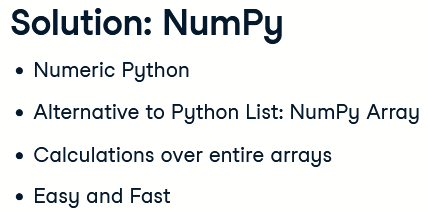 Solution: NumPy
• Numeric Python
• Alternative to Python List: NumPy Array
• Calculations over entire arrays
• Easy and Fast